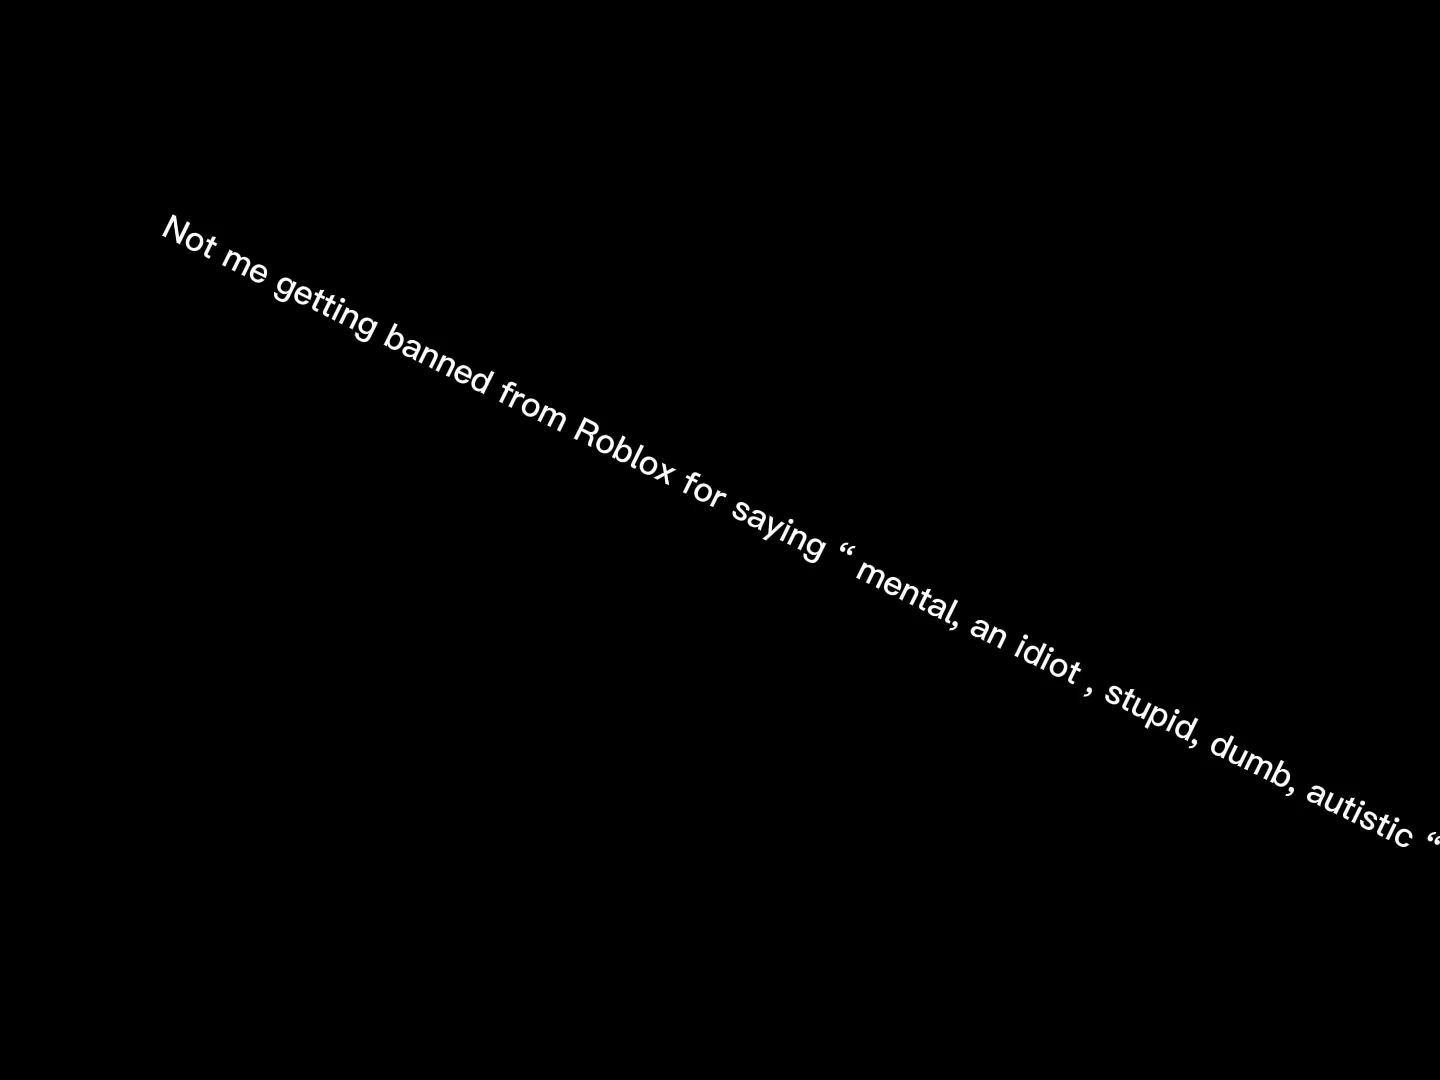 Not me getting banned from Roblox for saying “ mental, an idiot , stupid, dumb, autistic “